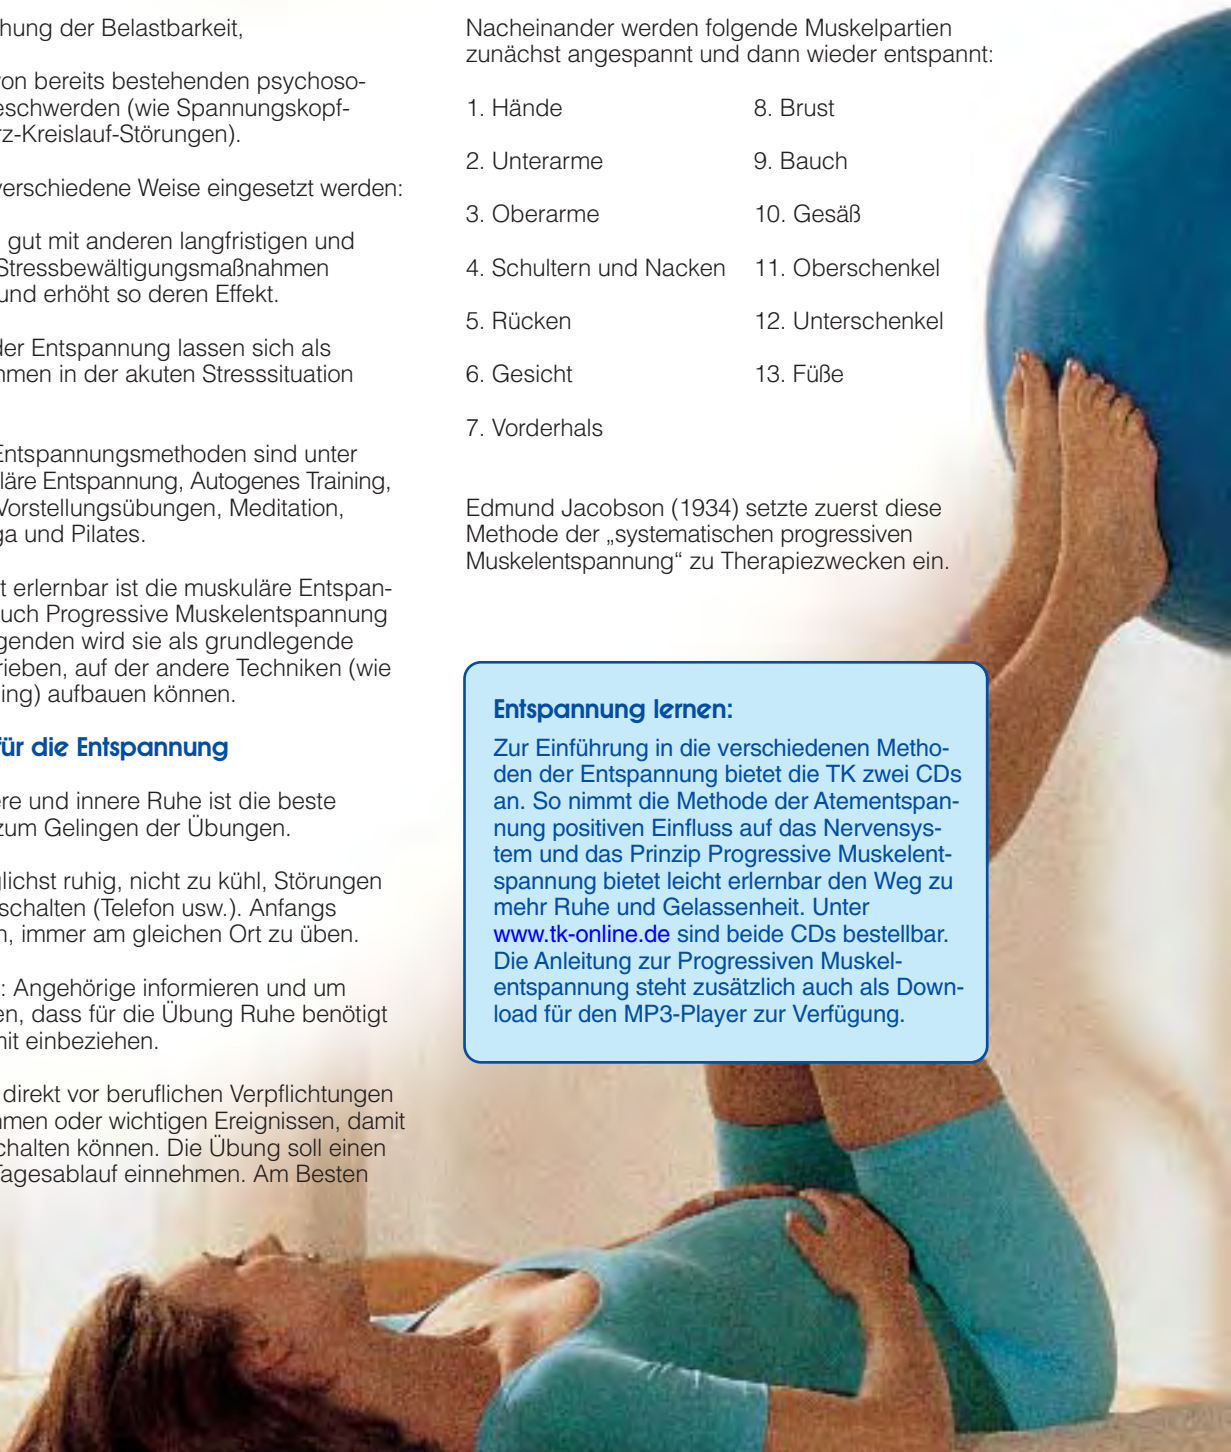 hung der Belastbarkeit,
on bereits bestehenden psychoso-
eschwerden (wie Spannungskopf-
rz-Kreislauf-Störungen).
verschiedene Weise eingesetzt werden:
gut mit anderen langfristigen und
Stressbewältigungsmaßnahmen
und erhöht so deren Effekt.
der Entspannung lassen sich als
men in der akuten Stresssituation
Entspannungsmethoden sind unter
läre Entspannung, Autogenes Training,
Vorstellungsübungen, Meditation,
ga und Pilates.
t erlernbar ist die muskuläre Entspan-
uch Progressive Muskelentspannung
genden wird sie als grundlegende
rieben, auf der andere Techniken (wie
ing) aufbauen können.
für die Entspannung
ere und innere Ruhe ist die beste
zum Gelingen der Übungen.
glichst ruhig, nicht zu kühl, Störungen
schalten (Telefon usw.). Anfangs
n, immer am gleichen Ort zu üben.
: Angehörige informieren und um
en, dass für die Übung Ruhe benötigt
mit einbeziehen.
direkt vor beruflichen Verpflichtungen
hmen oder wichtigen Ereignissen, damit
chalten können. Die Übung soll einen
Tagesablauf einnehmen. Am Besten
Nacheinander werden folgende Muskelpartien
zunächst angespannt und dann wieder entspannt:
1. Hände
2. Unterarme
3. Oberarme
4. Schultern und Nacken
5. Rücken
6. Gesicht
7. Vorderhals
8. Brust
9. Bauch
10. Gesäß
11. Oberschenkel
12. Unterschenkel
13. Füße
Edmund Jacobson (1934) setzte zuerst diese
Methode der „systematischen progressiven
Muskelentspannung“ zu Therapiezwecken ein.
Entspannung lernen:
Zur Einführung in die verschiedenen Metho-
den der Entspannung bietet die TK zwei CDs
an. So nimmt die Methode der Atementspan-
nung positiven Einfluss auf das Nervensys-
tem und das Prinzip Progressive Muskelent-
spannung bietet leicht erlernbar den Weg zu
mehr Ruhe und Gelassenheit. Unter
www.tk-online.de sind beide CDs bestellbar.
Die Anleitung zur Progressiven Muskel-
entspannung steht zusätzlich auch als Down-
load für den MP3-Player zur Verfügung.